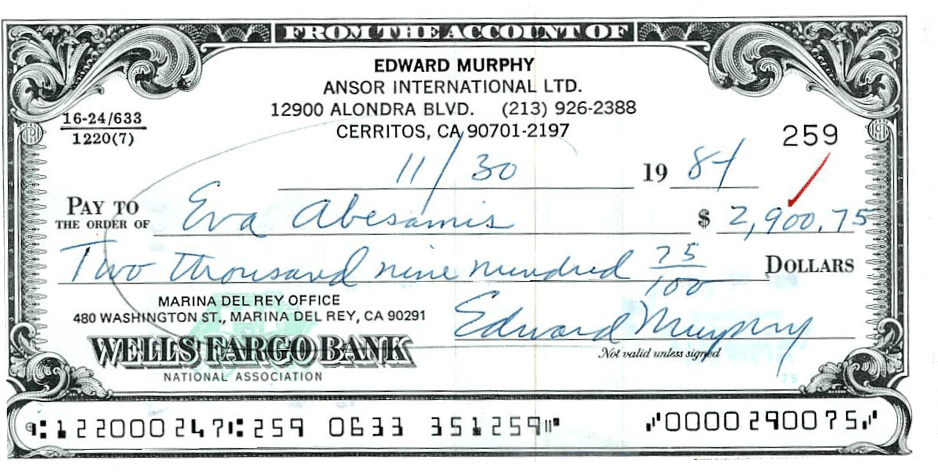 FROM THE ACCOUNT OF
EDWARD MURPHY
ANSOR INTERNATIONAL LTD.
12900 ALONDRA BLVD. (213) 926-2388
CERRITOS, CA 90701-2197
16-24/633
1220(7)
259
11/30 19 84
PAY TO
THE ORDER OF Eva Abesamis $ 2,900.75
Two thousand nine hundred 75/100 DOLLARS
MARINA DEL REY OFFICE
480 WASHINGTON ST., MARINA DEL REY, CA 90291
Edward Murphy
WELLS FARGO BANK
Not valid unless signed
NATIONAL ASSOCIATION
⑆122000247⑆259 0633 351259⑈ ⑈0000290075⑈